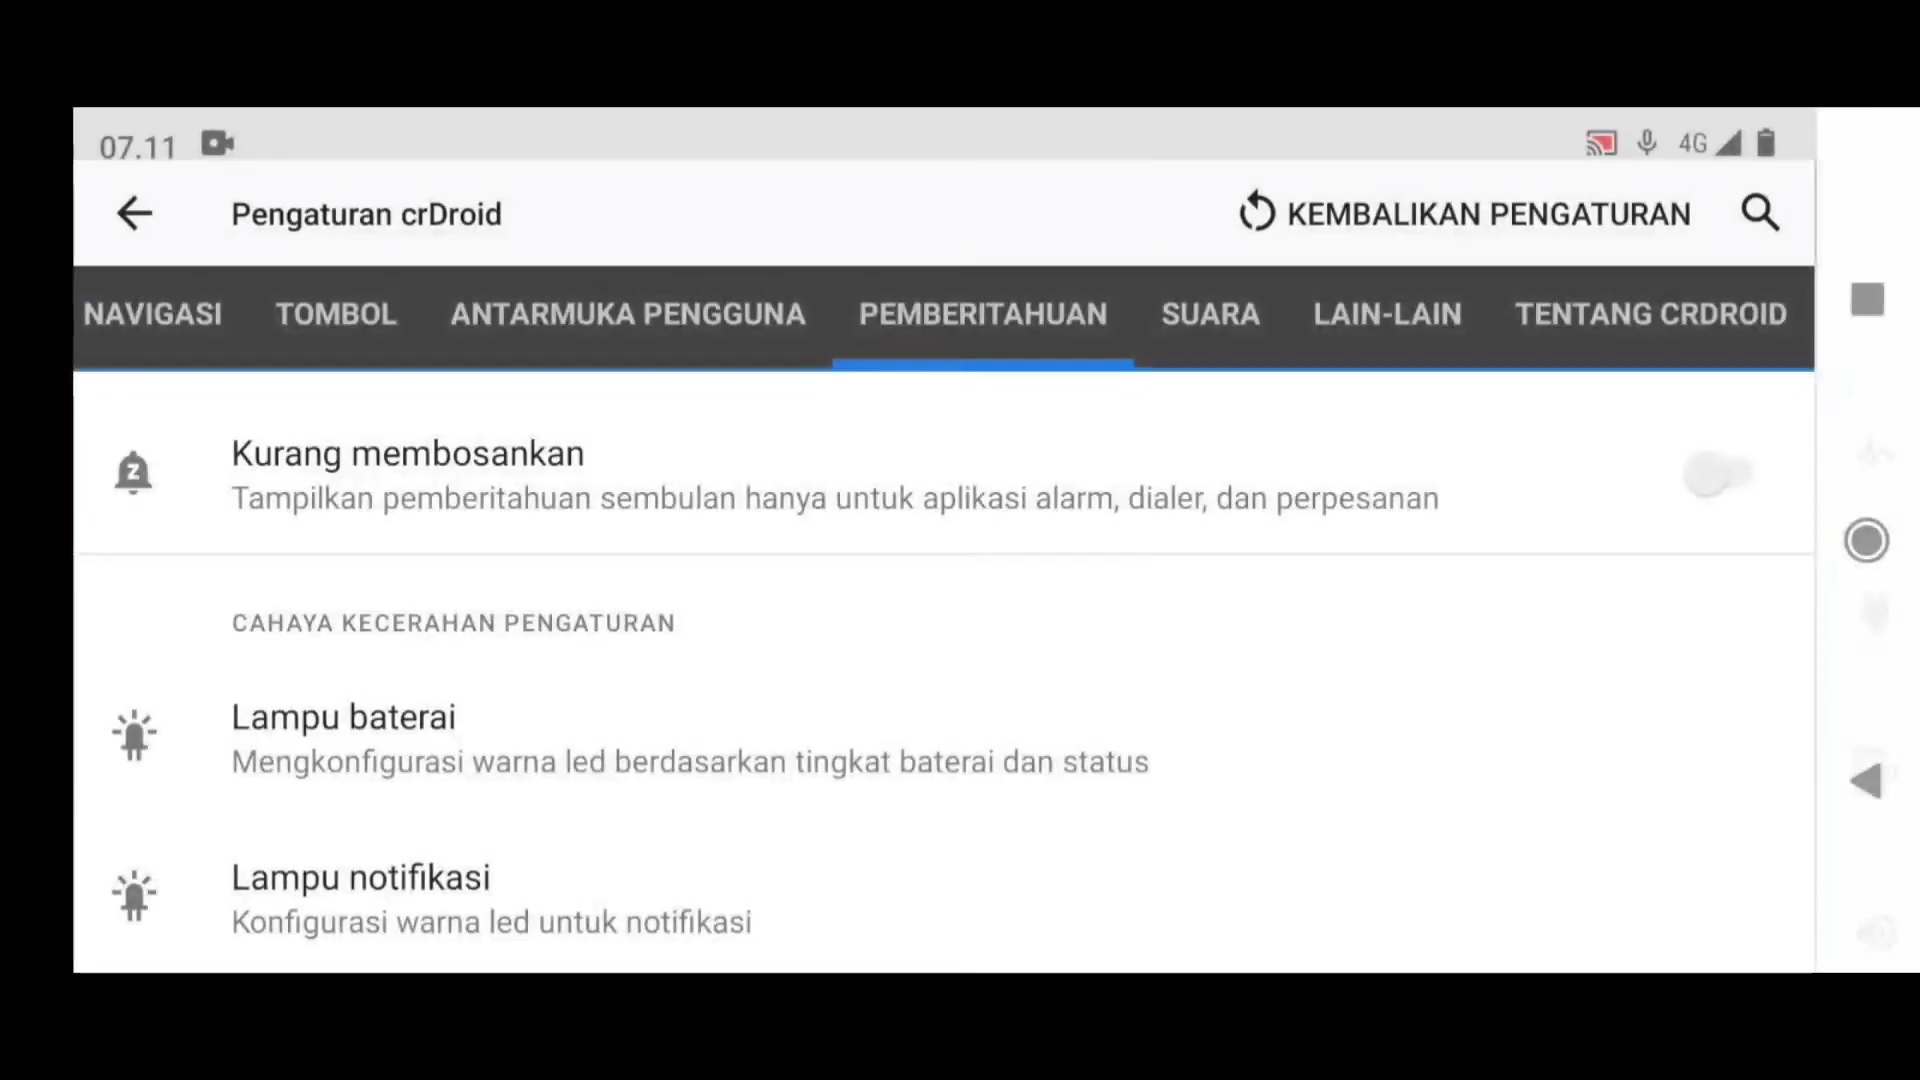 07.11
4G
Pengaturan crDroid
KEMBALIKAN PENGATURAN
NAVIGASI TOMBOL ANTARMUKA PENGGUNA PEMBERITAHUAN SUARA LAIN-LAIN TENTANG CRDROID
Kurang membosankan
Tampilkan pemberitahuan sembulan hanya untuk aplikasi alarm, dialer, dan perpesanan
CAHAYA KECERAHAN PENGATURAN
Lampu baterai
Mengkonfigurasi warna led berdasarkan tingkat baterai dan status
Lampu notifikasi
Konfigurasi warna led untuk notifikasi